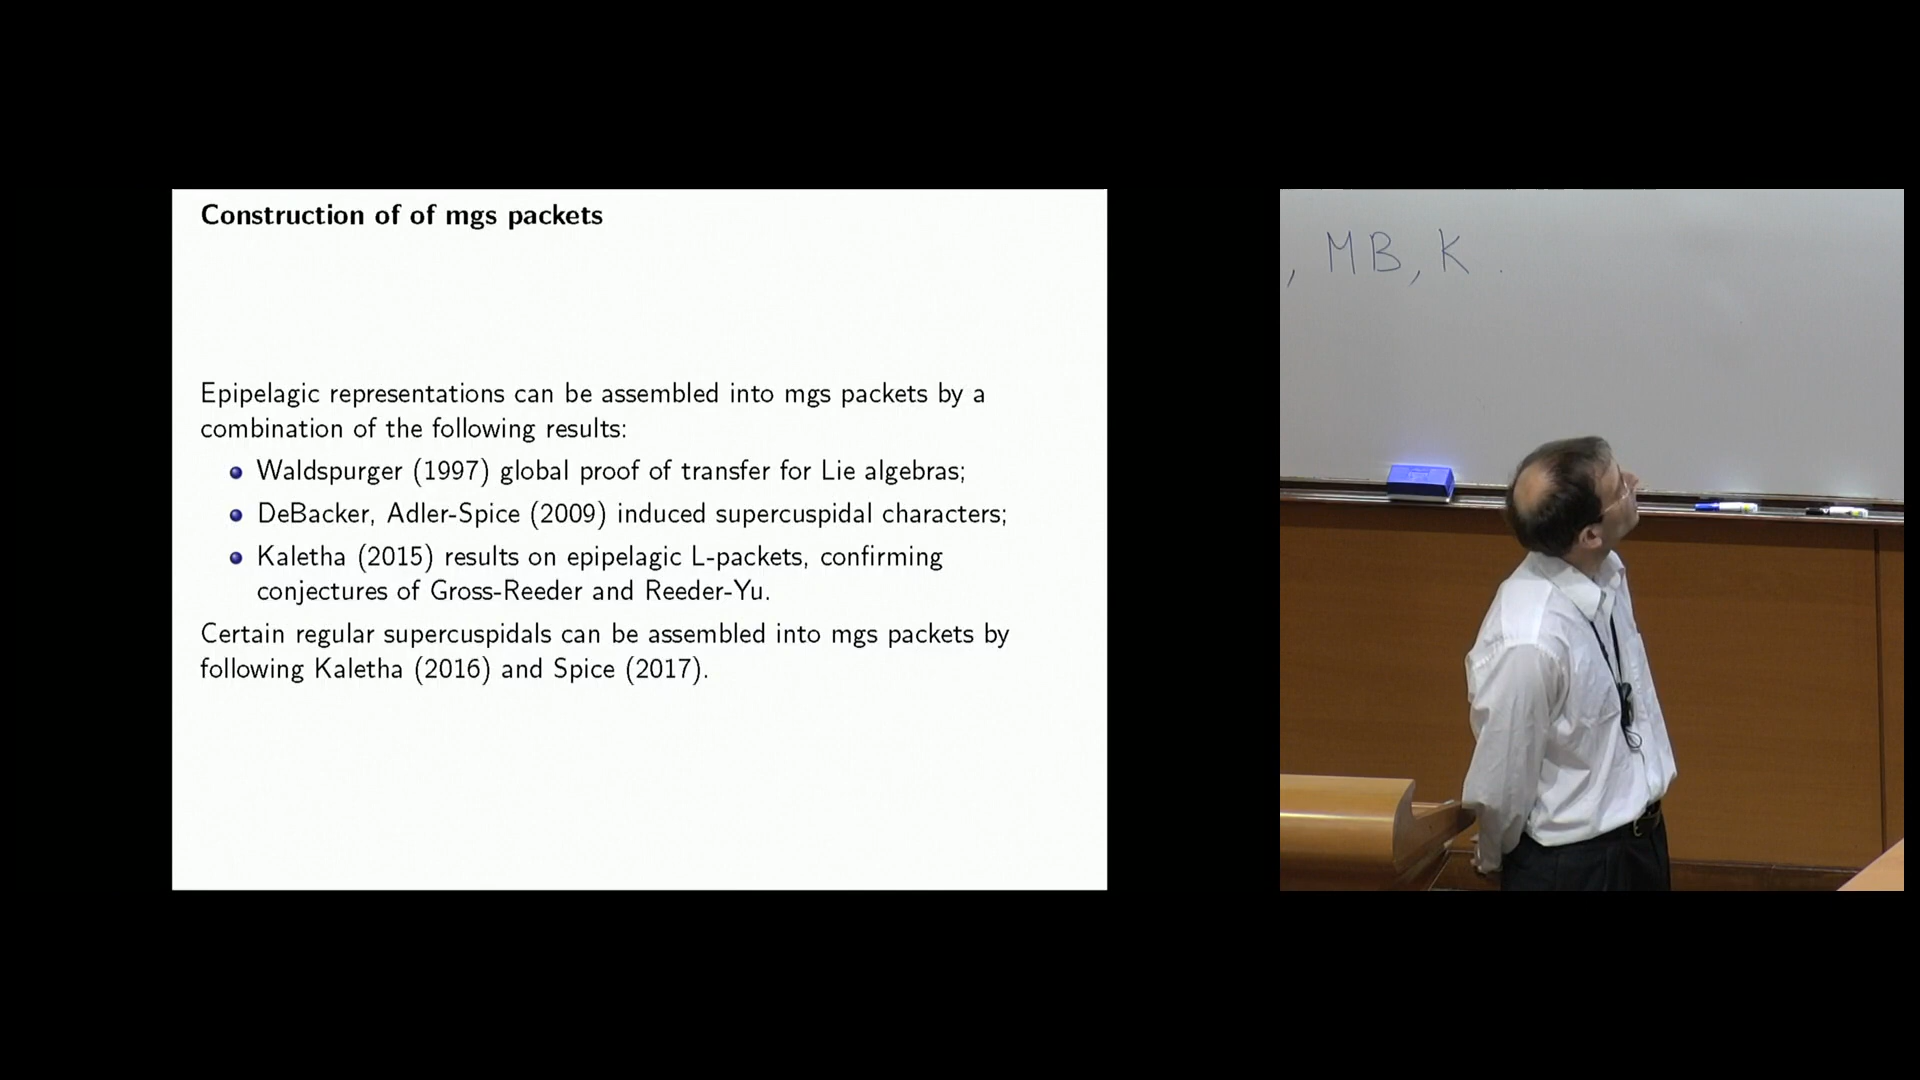 Construction of of mgs packets
Epipelagic representations can be assembled into mgs packets by a
combination of the following results:
Waldspurger (1997) global proof of transfer for Lie algebras;
DeBacker, Adler-Spice (2009) induced supercuspidal characters;
Kaletha (2015) results on epipelagic L-packets, confirming
conjectures of Gross-Reeder and Reeder-Yu.
Certain regular supercuspidals can be assembled into mgs packets by
following Kaletha (2016) and Spice (2017).
, MB, K .